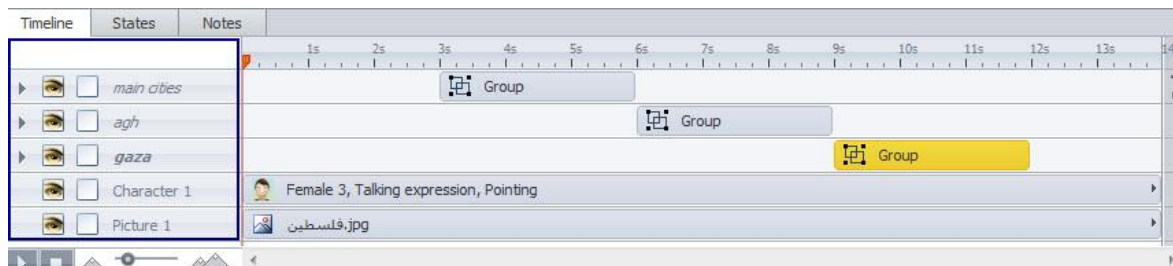 Timeline States Notes
1s 2s 3s 4s 5s 6s 7s 8s 9s 10s 11s 12s 13s 14
main cities Group
agh Group
gaza Group
Character 1 Female 3, Talking expression, Pointing
Picture 1 فلسطين.jpg